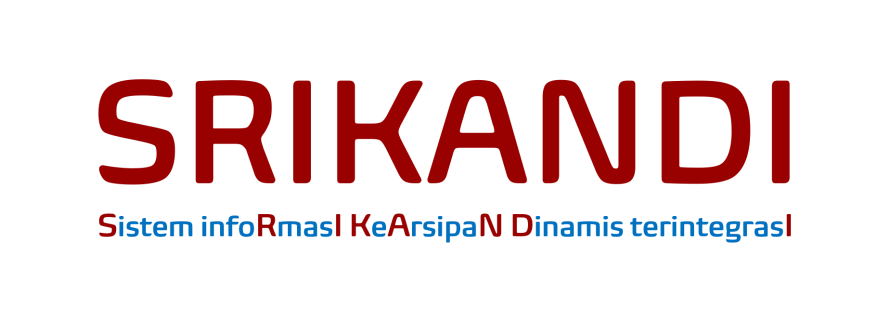 SRIKANDI
Sistem infoRmasI KeArsipaN Dinamis terintegrasI